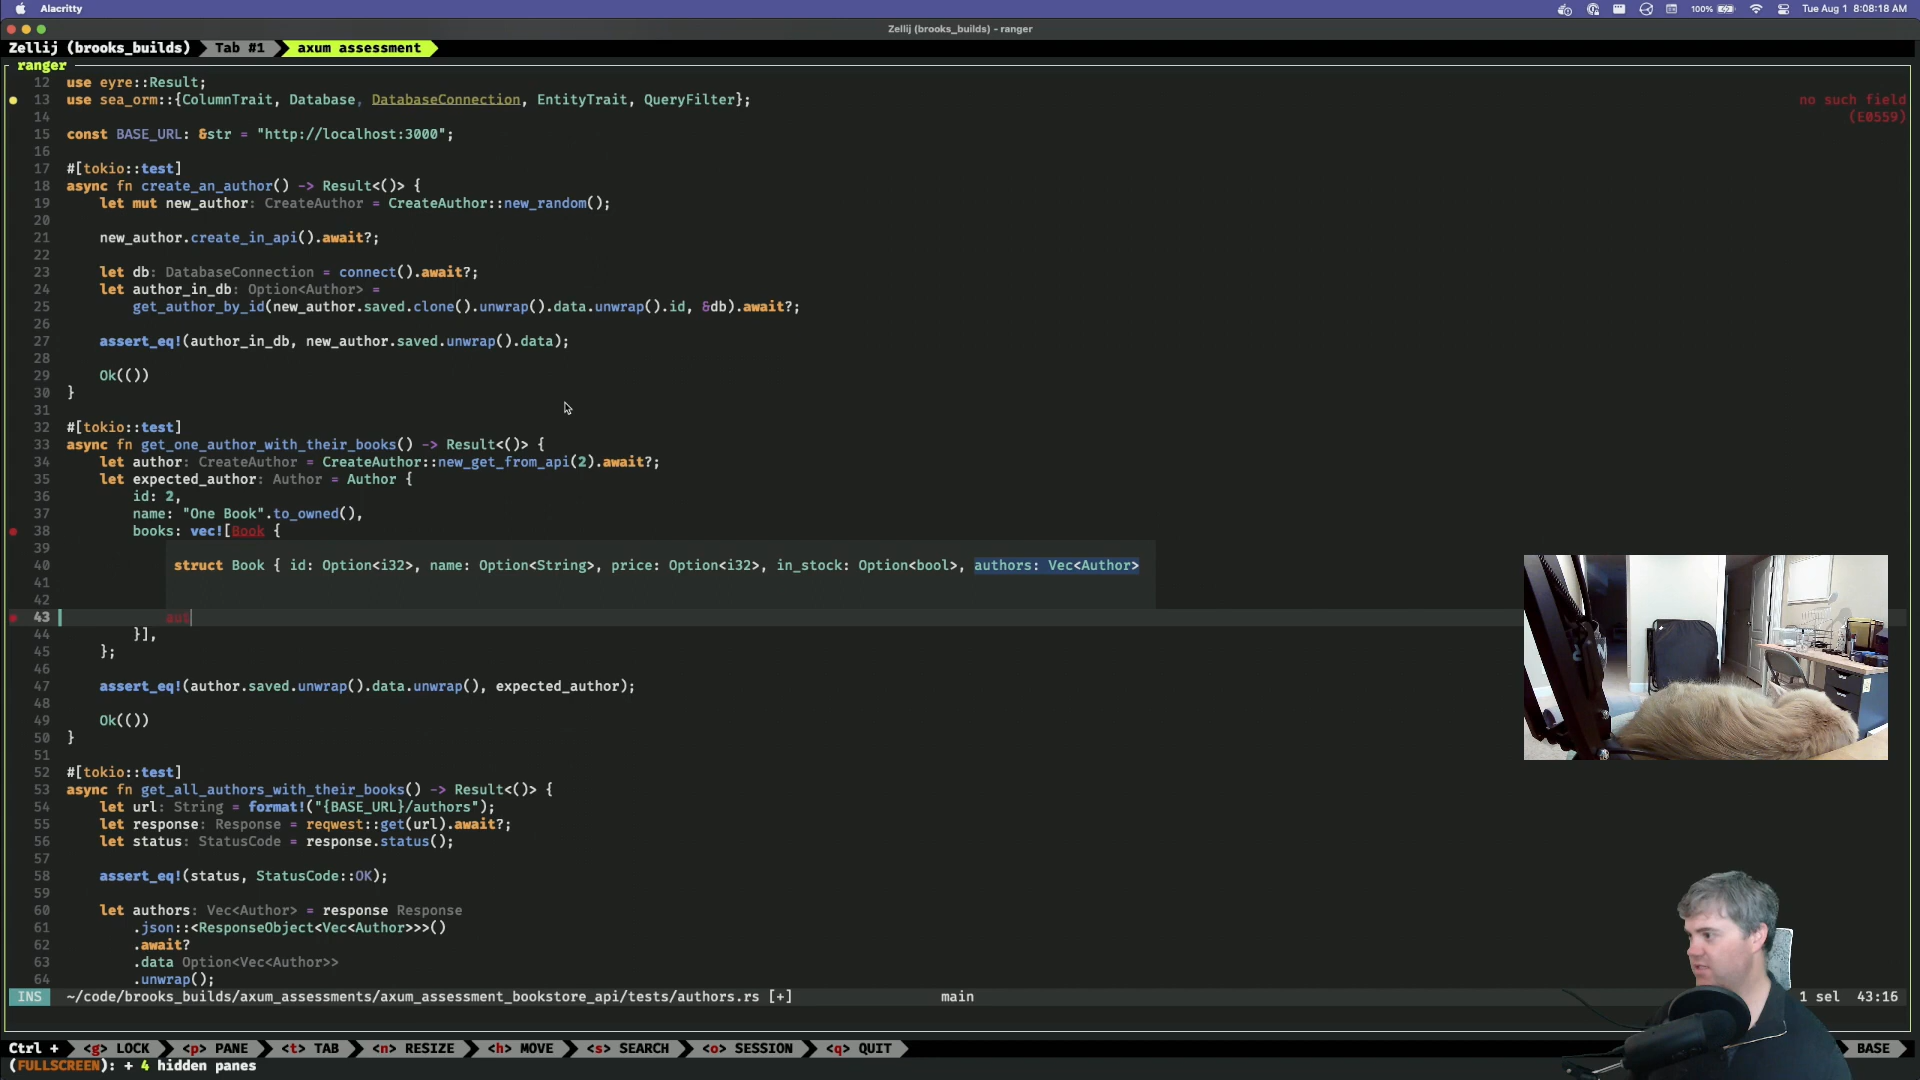 Alacritty
100%
Tue Aug 1 8:08:18 AM
Zellij (brooks_builds) - ranger
Zellij (brooks_builds) Tab #1 axum assessment
ranger
12 use eyre::Result;
13 use sea_orm::{ColumnTrait, Database, DatabaseConnection, EntityTrait, QueryFilter};
no such field
(E0559)
14
15 const BASE_URL: &str = "http://localhost:3000";
16
17 #[tokio::test]
18 async fn create_an_author() -> Result<()> {
19 let mut new_author: CreateAuthor = CreateAuthor::new_random();
20
21 new_author.create_in_api().await?;
22
23 let db: DatabaseConnection = connect().await?;
24 let author_in_db: Option<Author> =
25 get_author_by_id(new_author.saved.clone().unwrap().data.unwrap().id, &db).await?;
26
27 assert_eq!(author_in_db, new_author.saved.unwrap().data);
28
29 Ok(())
30 }
31
32 #[tokio::test]
33 async fn get_one_author_with_their_books() -> Result<()> {
34 let author: CreateAuthor = CreateAuthor::new_get_from_api(2).await?;
35 let expected_author: Author = Author {
36 id: 2,
37 name: "One Book".to_owned(),
38 books: vec![Book {
39
40 struct Book { id: Option<i32>, name: Option<String>, price: Option<i32>, in_stock: Option<bool>, authors: Vec<Author>
41
42
43 aut
44 }],
45 };
46
47 assert_eq!(author.saved.unwrap().data.unwrap(), expected_author);
48
49 Ok(())
50 }
51
52 #[tokio::test]
53 async fn get_all_authors_with_their_books() -> Result<()> {
54 let url: String = format!("{BASE_URL}/authors");
55 let response: Response = reqwest::get(url).await?;
56 let status: StatusCode = response.status();
57
58 assert_eq!(status, StatusCode::OK);
59
60 let authors: Vec<Author> = response Response
61 .json::<ResponseObject<Vec<Author>>>()
62 .await?
63 .data Option<Vec<Author>>
64 .unwrap();
INS ~/code/brooks_builds/axum_assessments/axum_assessment_bookstore_api/tests/authors.rs [+] main 1 sel 43:16
Ctrl + <g> LOCK <p> PANE <t> TAB <n> RESIZE <h> MOVE <s> SEARCH <o> SESSION <q> QUIT BASE
(FULLSCREEN): + 4 hidden panes